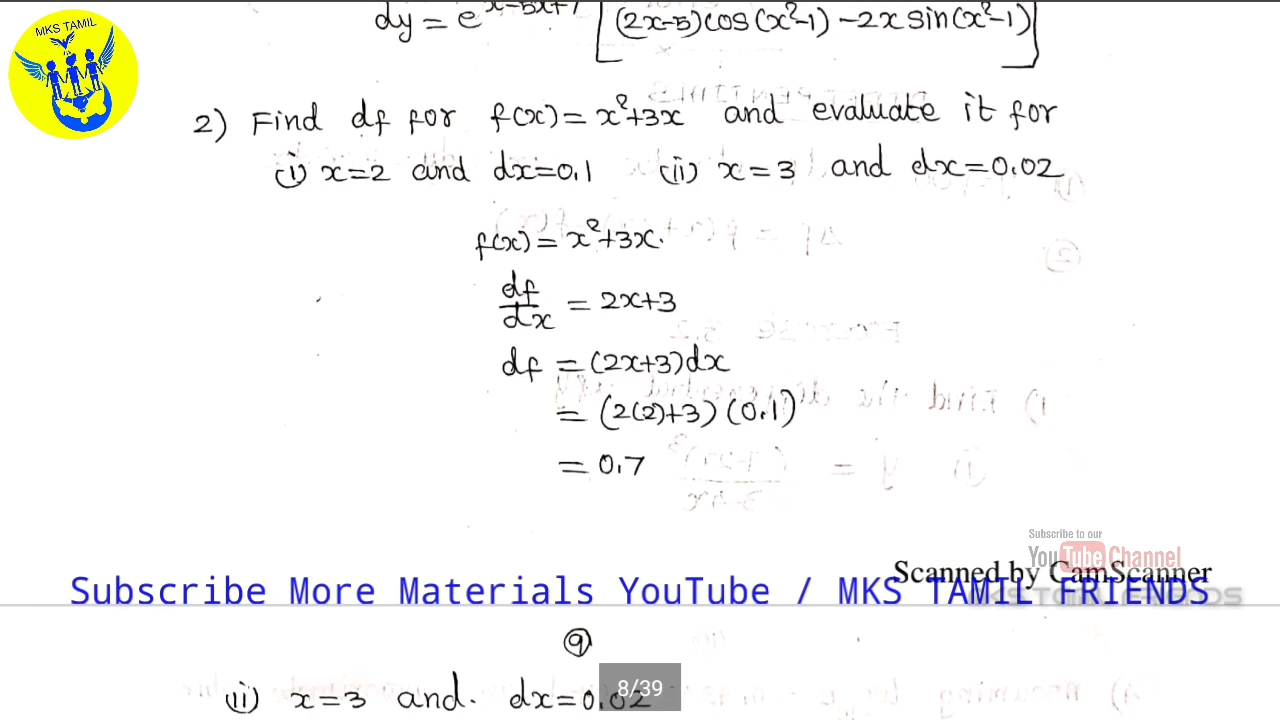 MKS TAMIL
dy = e^x²-5x+7 [(2x-5)cos(x²-1) -2x sin(x²-1)]
2) Find df for f(x) = x²+3x and evaluate it for
(i) x=2 and dx=0.1 (ii) x=3 and dx=0.02
f(x) = x²+3x.
df/dx = 2x+3
df = (2x+3)dx
= (2(2)+3) (0.1)
= 0.7
Subscribe to our
YouTube Channel
Scanned by CamScanner
Subscribe More Materials YouTube / MKS TAMIL FRIENDS
9
8/39
ii) x=3 and. dx=0.02